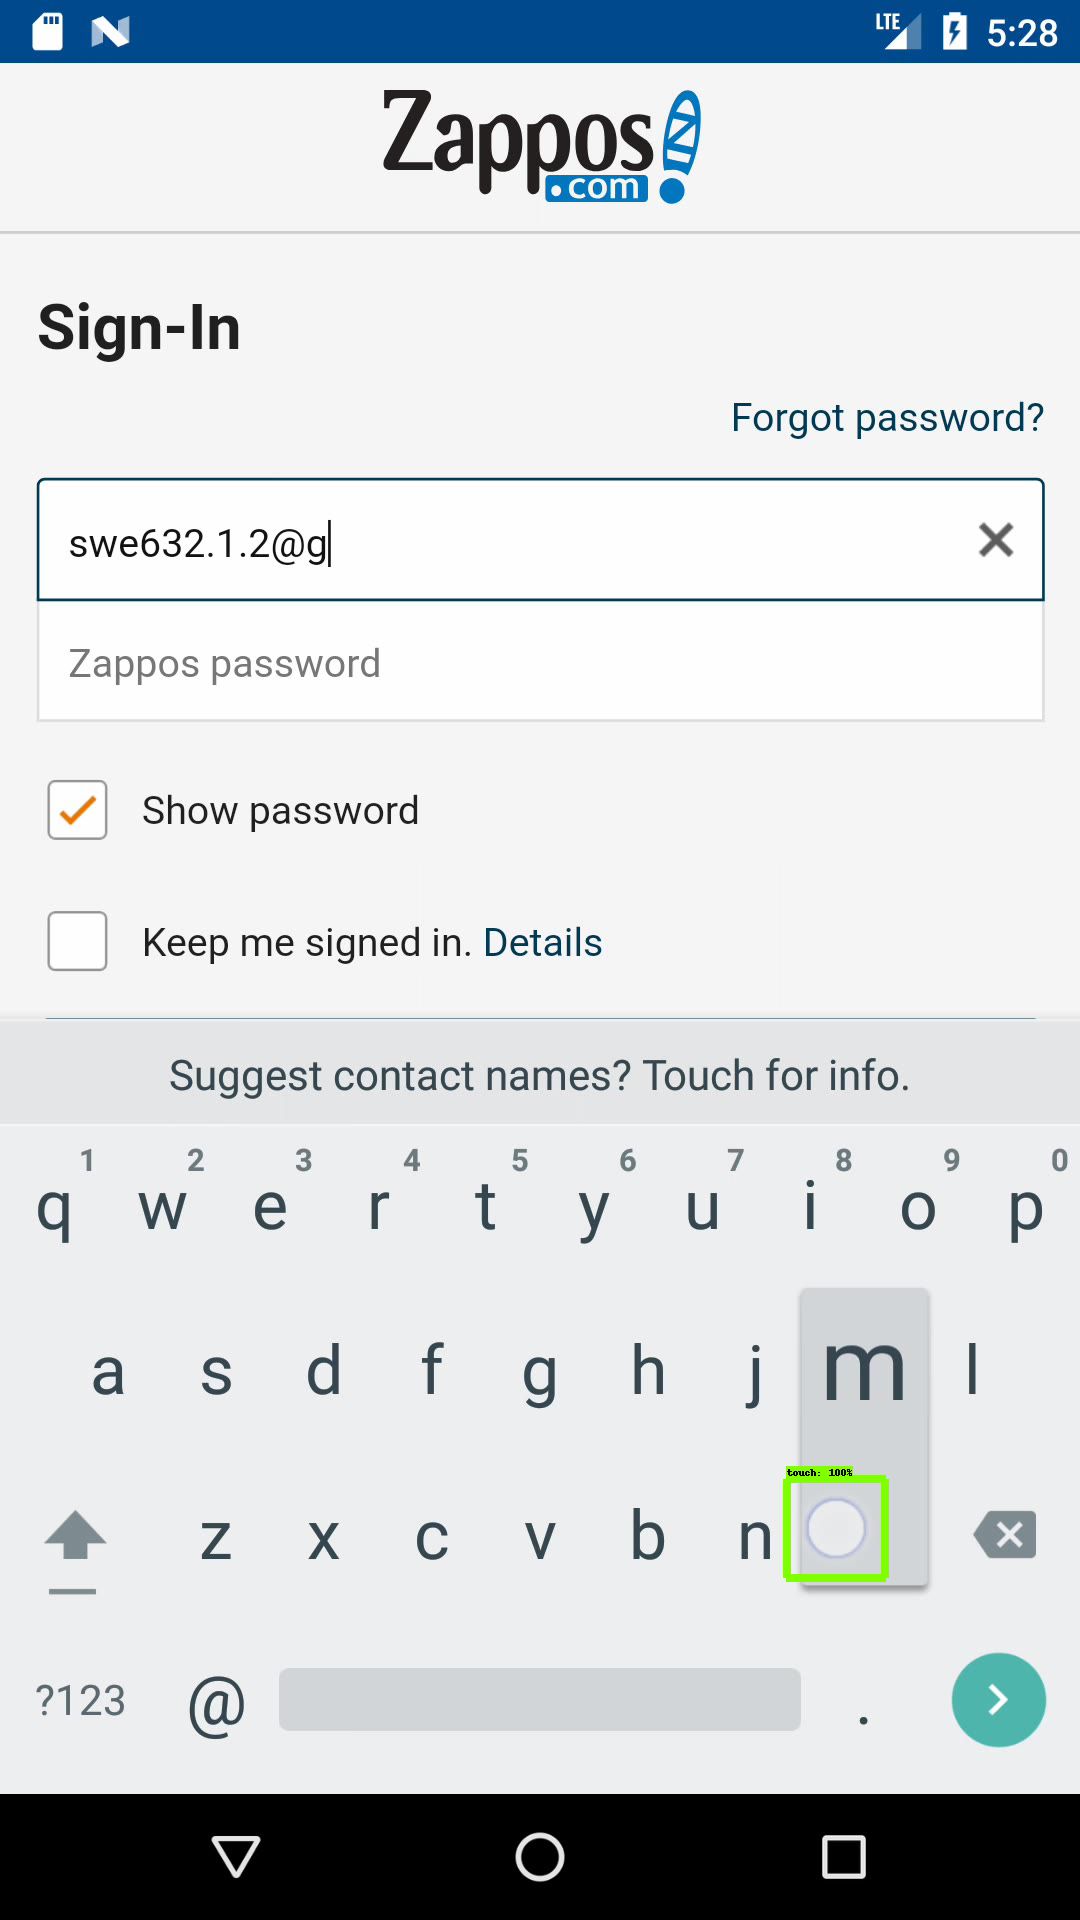 LTE 5:28
Zappos
.com
Sign-In
Forgot password?
swe632.1.2@g
Zappos password
Show password
Keep me signed in. Details
Suggest contact names? Touch for info.
1 2 3 4 5 6 7 8 9 0
q w e r t y u i o p
a s d f g h j m l
touch: 100%
z x c v b n
?123 @ .